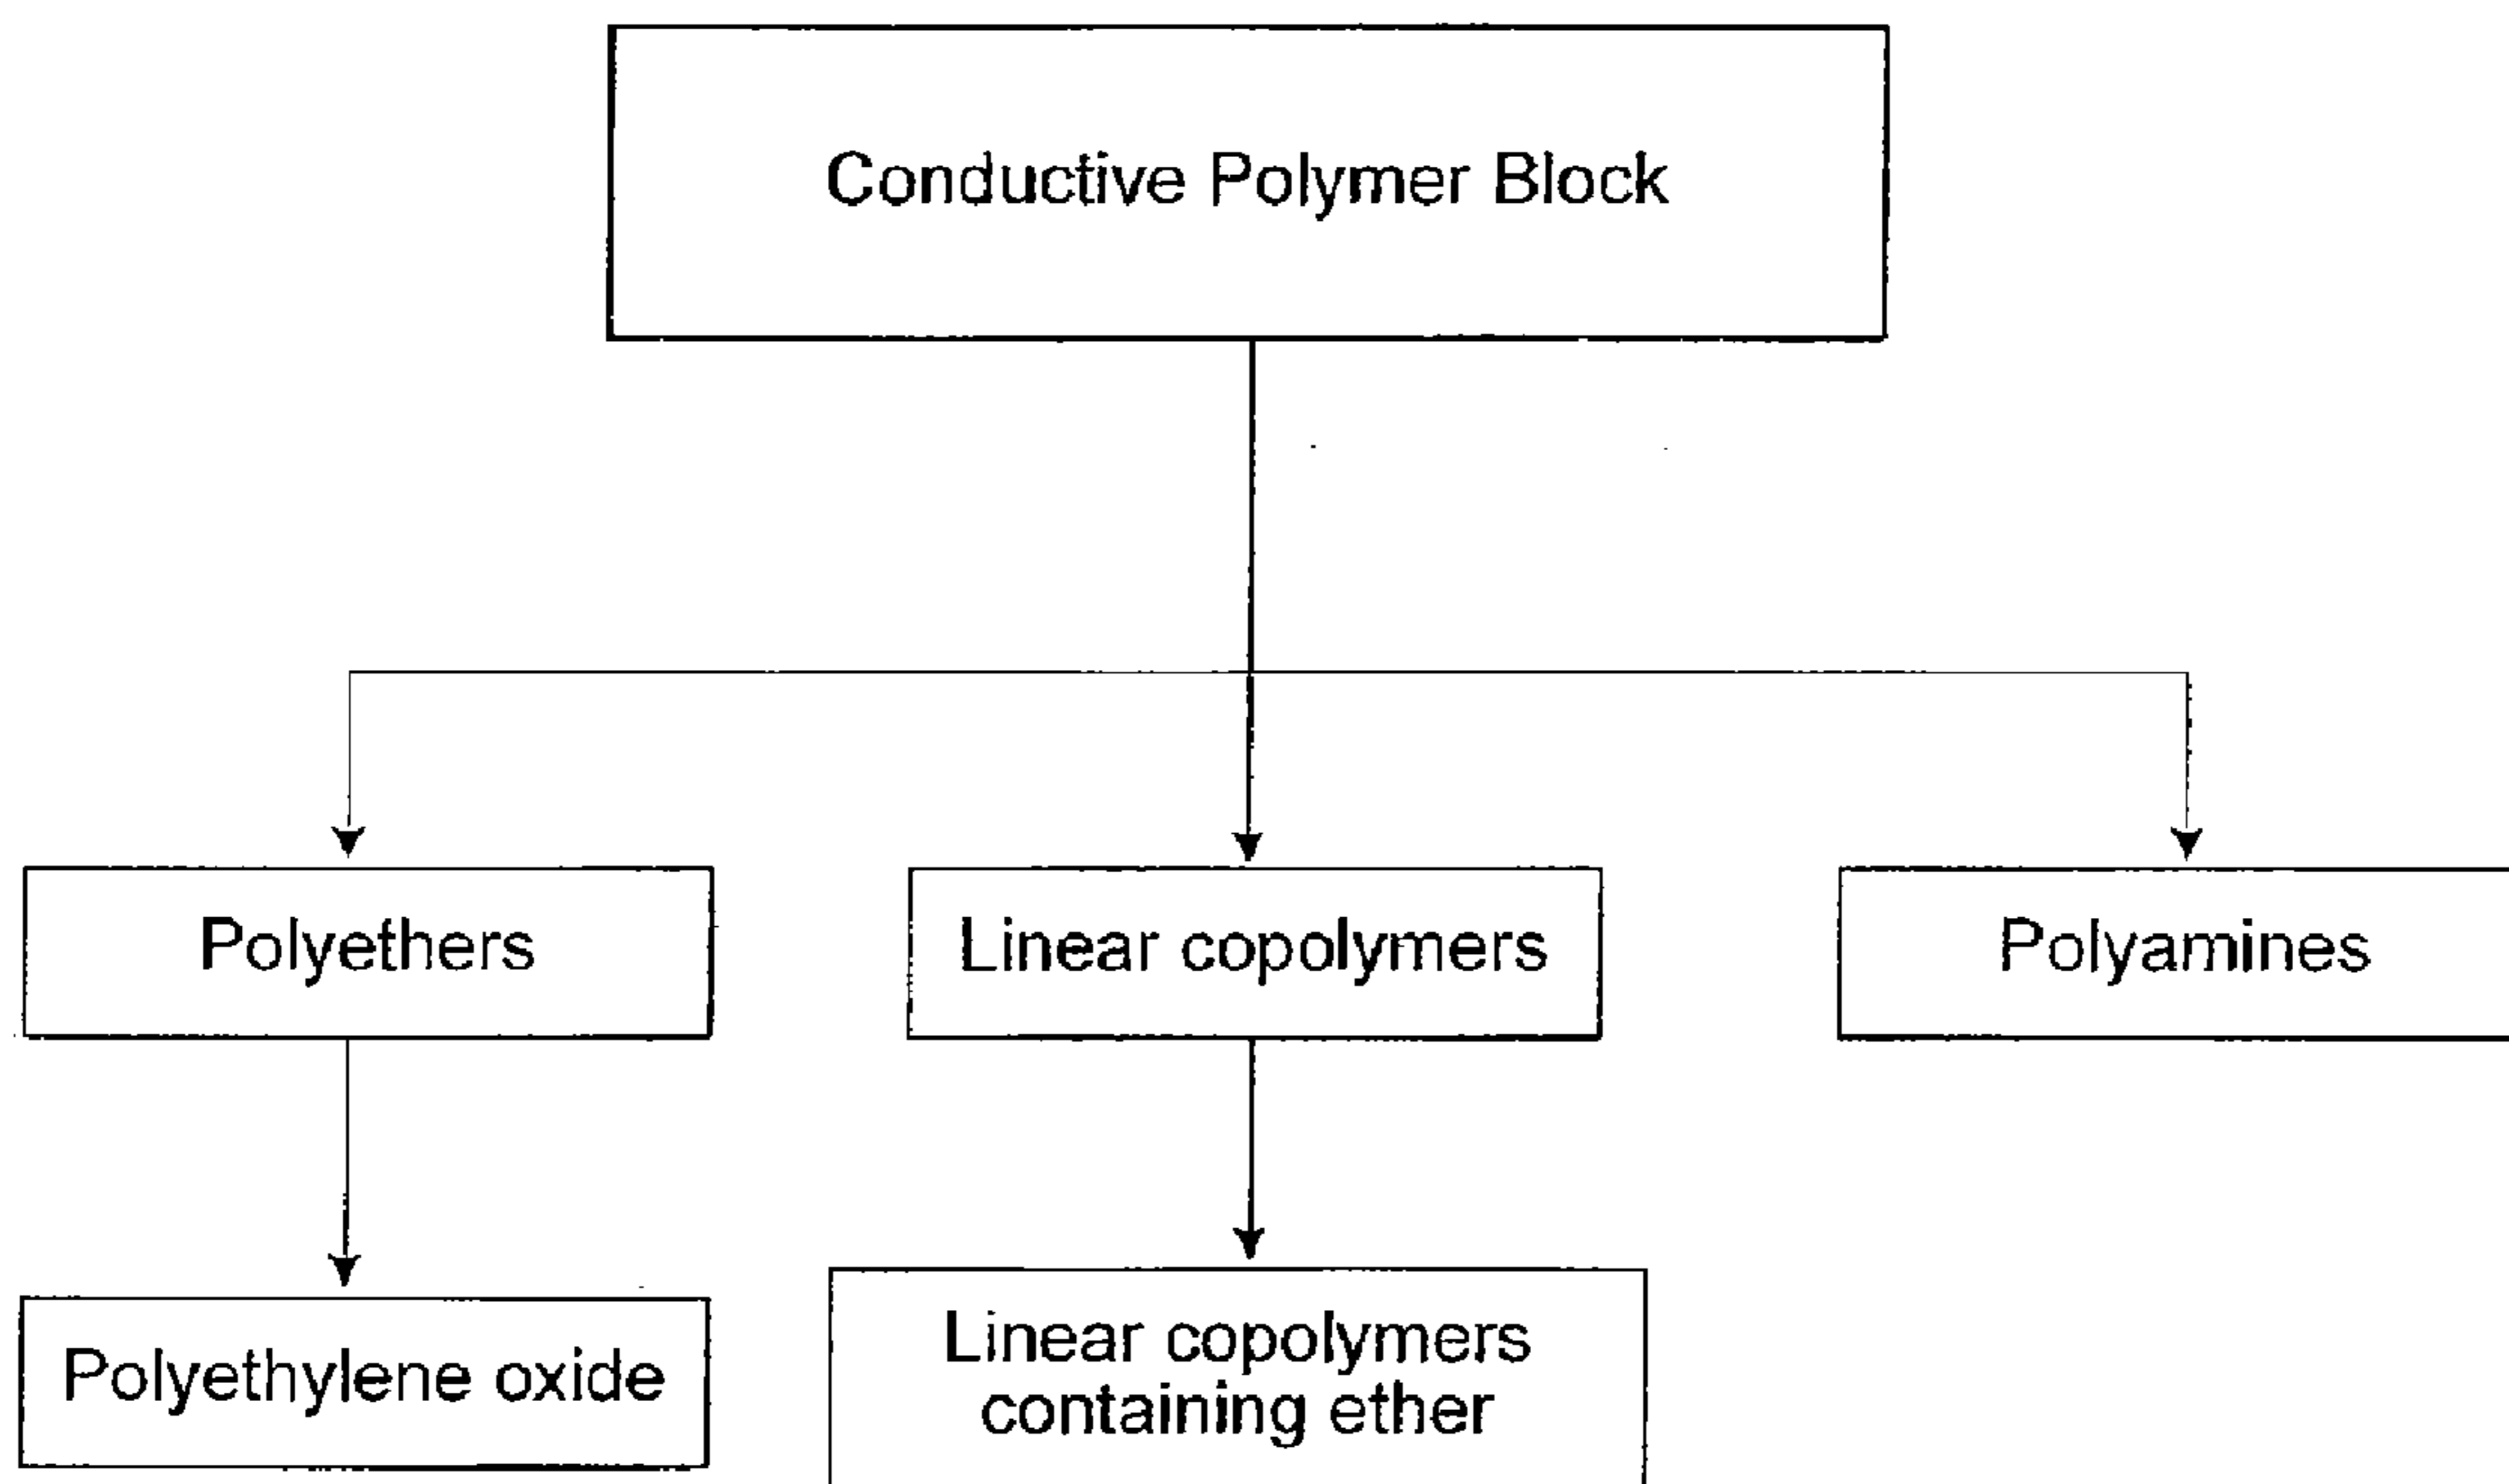 Conductive Polymer Block
Polyethers
Linear copolymers
Polyamines
Polyethylene oxide
Linear copolymers
containing ether